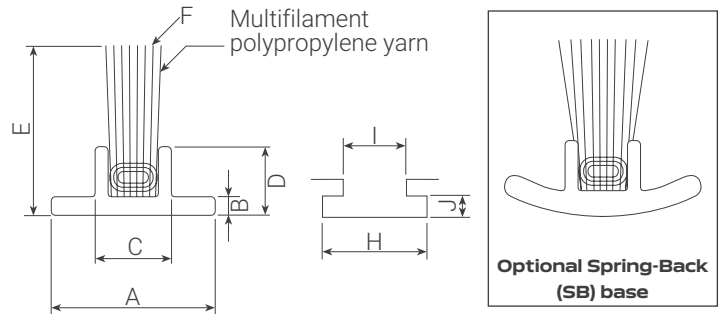 F
Multifilament
polypropylene yarn
E
D
B
C
A
I
J
H
Optional Spring-Back
(SB) base